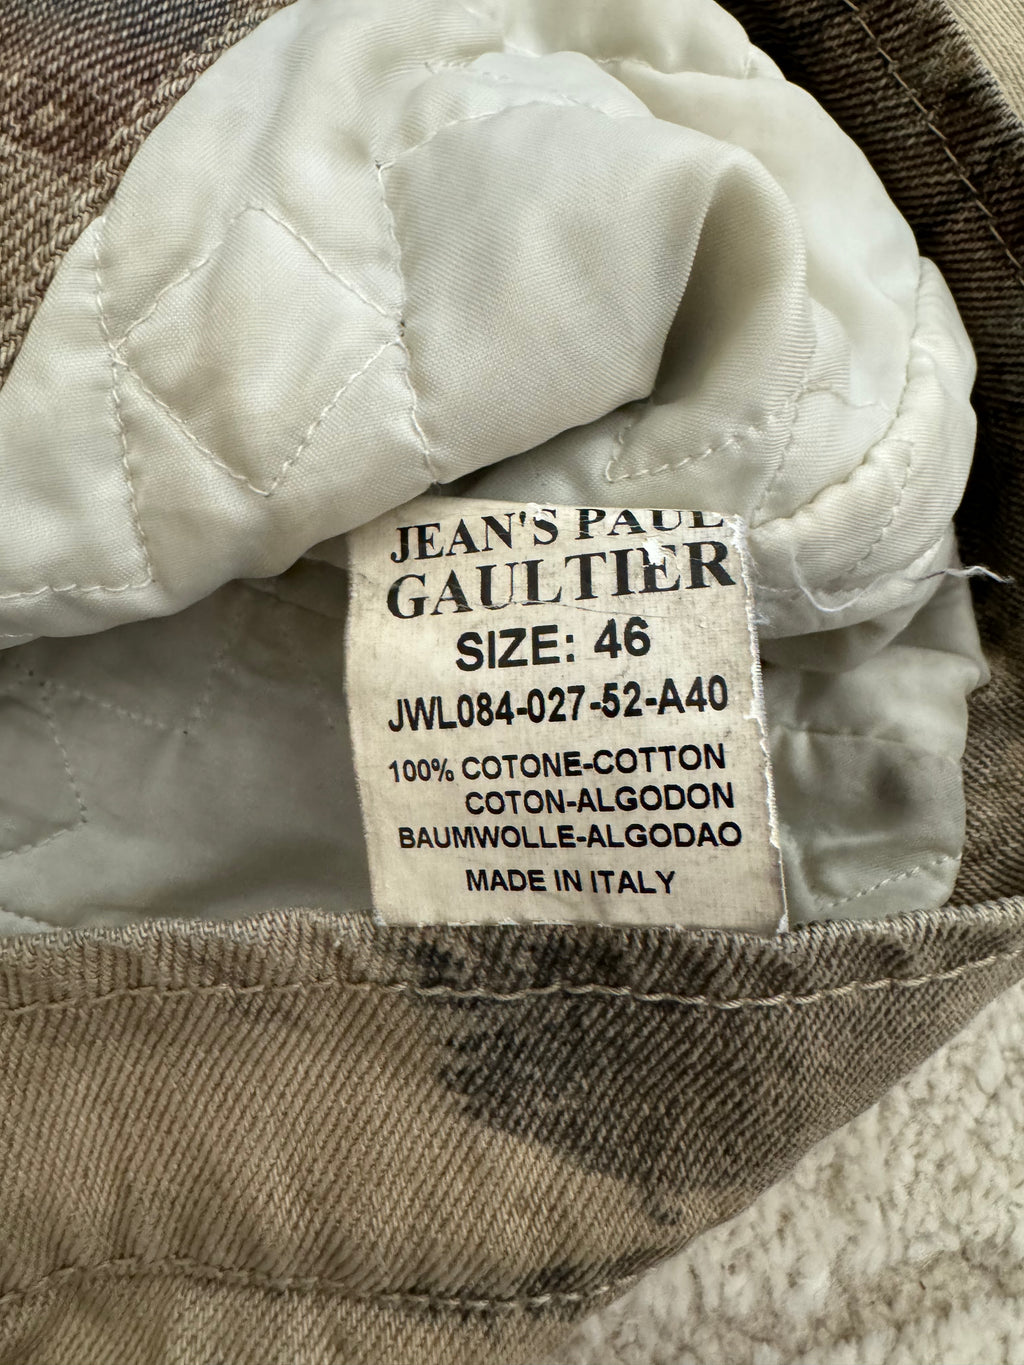 JEAN'S PAUL
GAULTIER
SIZE: 46
JWL084-027-52-A40
100% COTONE-COTTON
COTON-ALGODON
BAUMWOLLE-ALGODAO
MADE IN ITALY